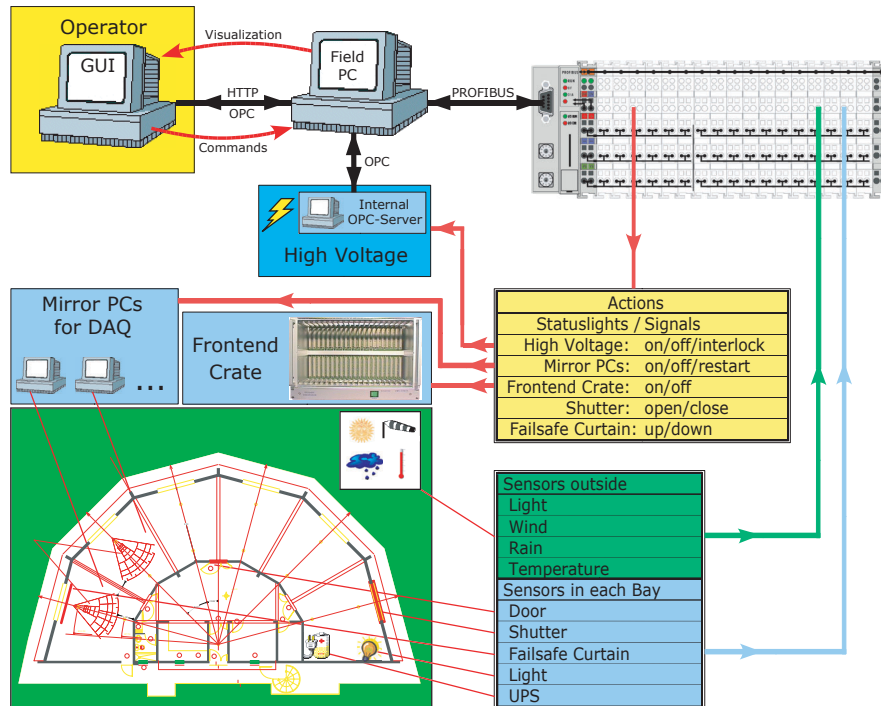 Operator
GUI
Visualization
Field
PC
HTTP
OPC
Commands
PROFIBUS
PROFIBUS
OPC
Internal
OPC-Server
High Voltage
Mirror PCs
for DAQ
...
Frontend
Crate
Actions
Statuslights / Signals
High Voltage: on/off/interlock
Mirror PCs: on/off/restart
Frontend Crate: on/off
Shutter: open/close
Failsafe Curtain: up/down
Sensors outside
Light
Wind
Rain
Temperature
Sensors in each Bay
Door
Shutter
Failsafe Curtain
Light
UPS